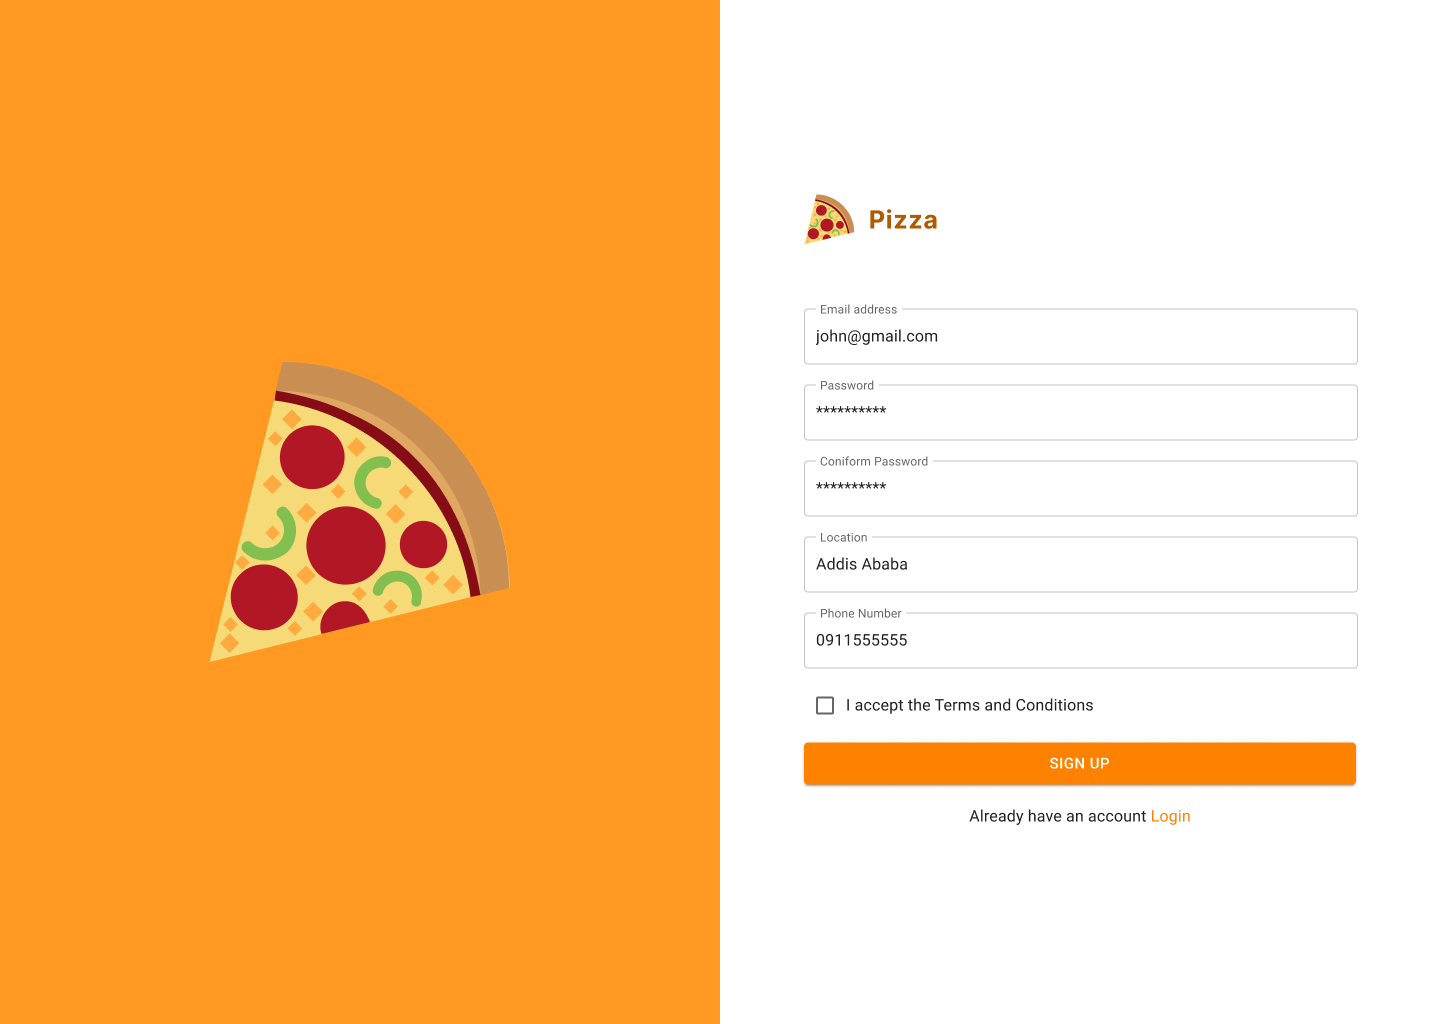 Pizza
Email address
john@gmail.com
Password
**********
Coniform Password
**********
Location
Addis Ababa
Phone Number
0911555555
I accept the Terms and Conditions
SIGN UP
Already have an account Login